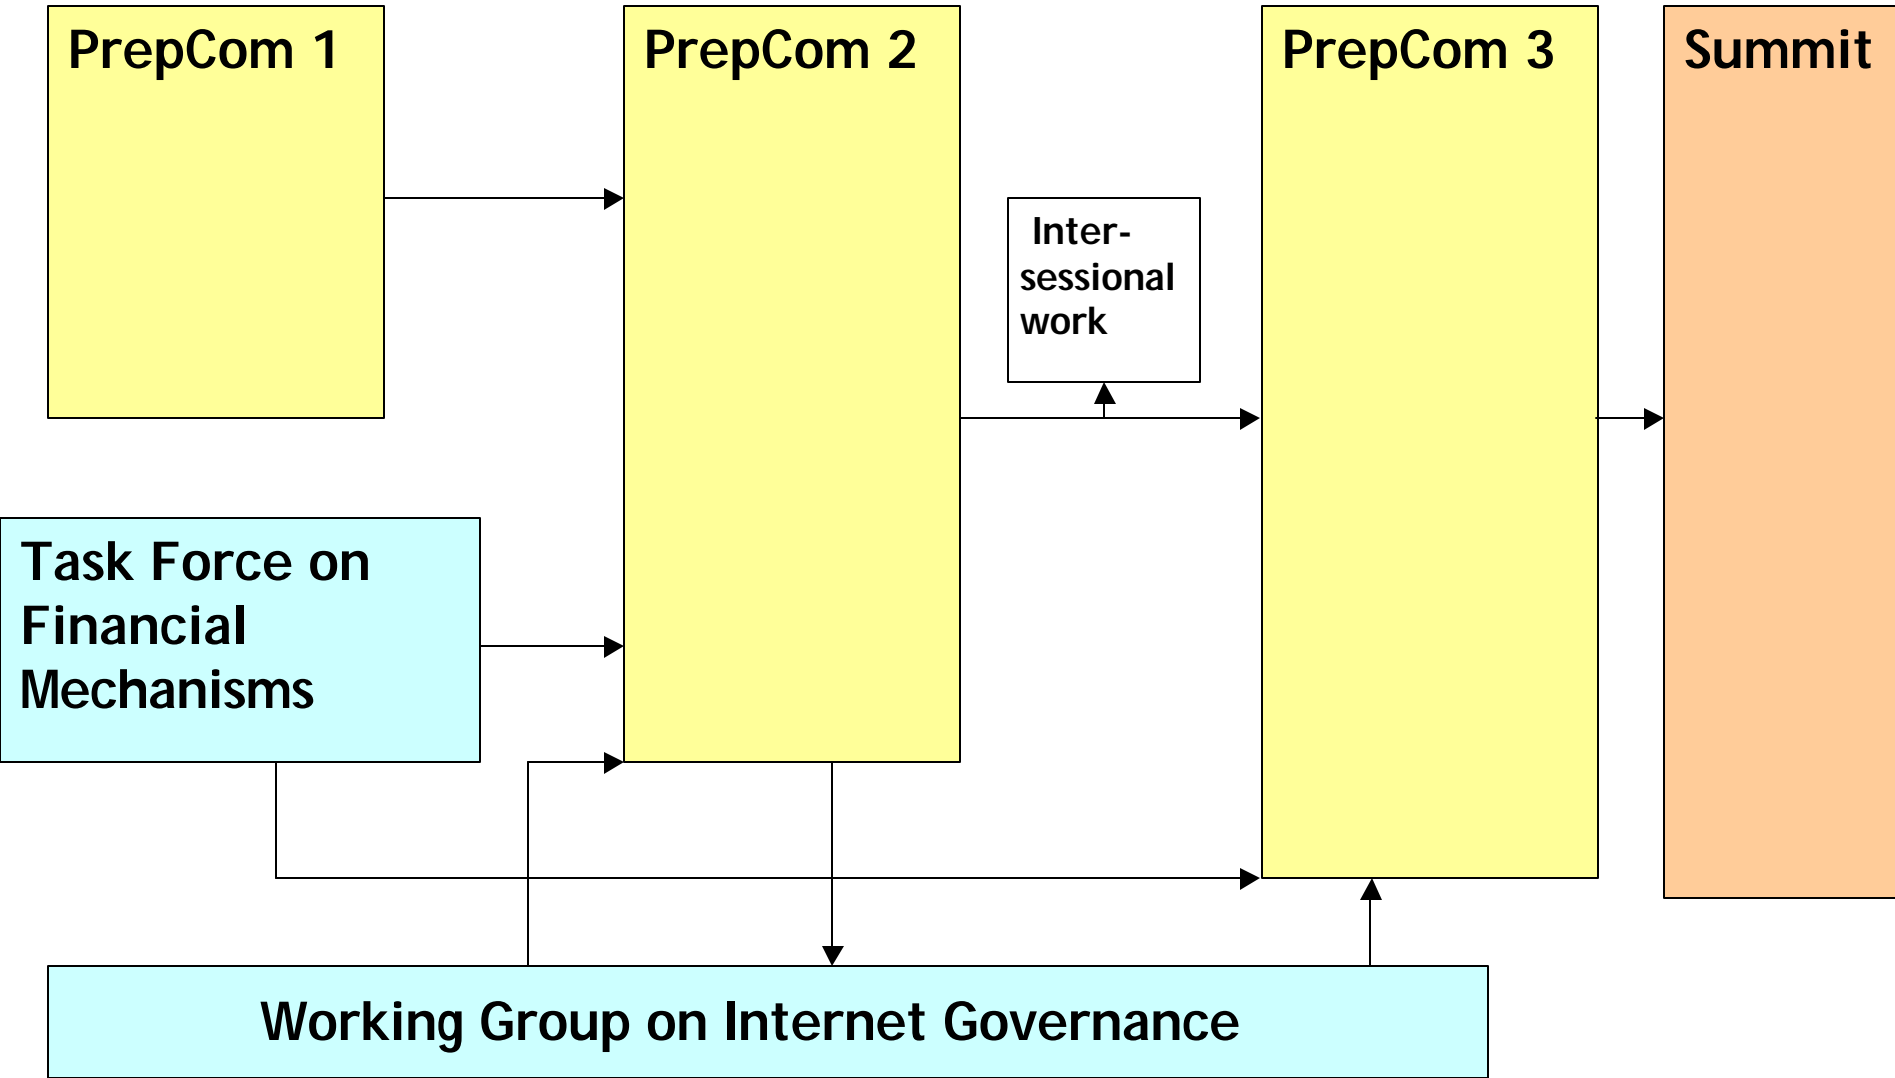 PrepCom 1
PrepCom 2
PrepCom 3
Summit
Inter-
sessional
work
Task Force on
Financial
Mechanisms
Working Group on Internet Governance